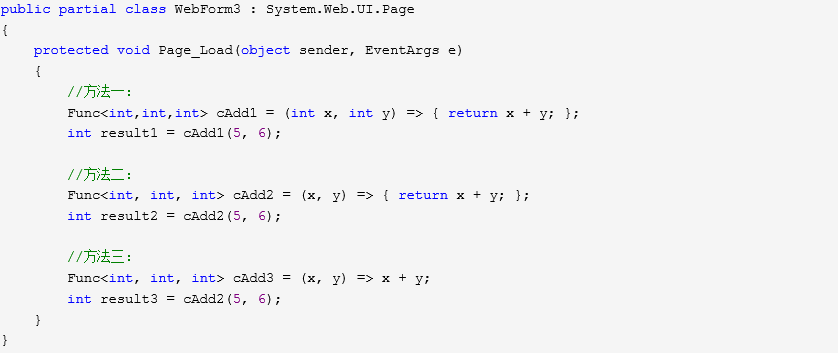 public partial class WebForm3 : System.Web.UI.Page
{
    protected void Page_Load(object sender, EventArgs e)
    {
        //方法一：
        Func<int,int,int> cAdd1 = (int x, int y) => { return x + y; };
        int result1 = cAdd1(5, 6);

        //方法二：
        Func<int, int, int> cAdd2 = (x, y) => { return x + y; };
        int result2 = cAdd2(5, 6);

        //方法三：
        Func<int, int, int> cAdd3 = (x, y) => x + y;
        int result3 = cAdd2(5, 6);
    }
}